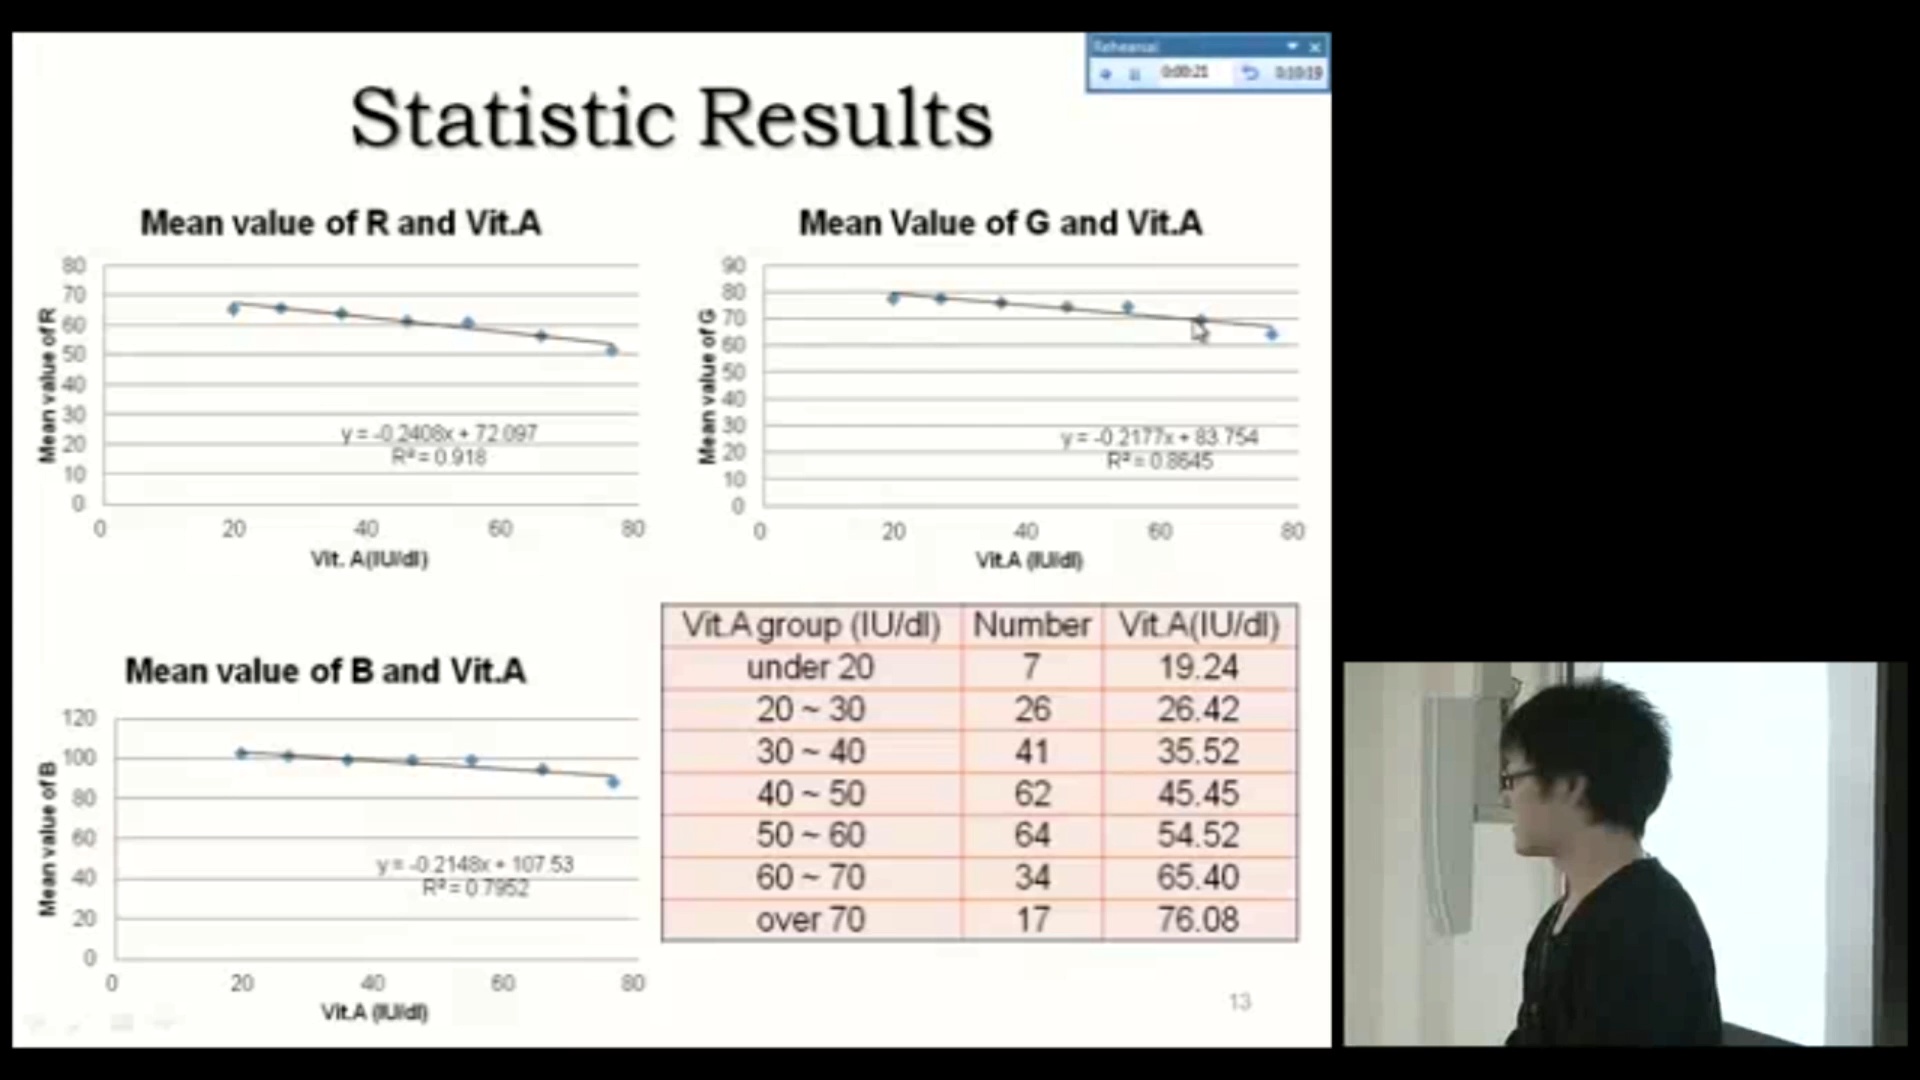 Rehearsal
0:00:21 0:10:19
Statistic Results
Mean value of R and Vit.A
80
70
60
50
40
30
20
10
0
Mean value of R
y = -0.2408x + 72.097
R² = 0.918
0 20 40 60 80
Vit. A(IU/dl)
Mean Value of G and Vit.A
90
80
70
60
50
40
30
20
10
0
Mean value of G
y = -0.2177x + 83.754
R² = 0.8645
0 20 40 60 80
Vit.A (IU/dl)
Mean value of B and Vit.A
120
100
80
60
40
20
0
Mean value of B
y = -0.2148x + 107.53
R² = 0.7952
0 20 40 60 80
Vit.A (IU/dl)
Vit.A group (IU/dl) Number Vit.A(IU/dl)
under 20 7 19.24
20 ~ 30 26 26.42
30 ~ 40 41 35.52
40 ~ 50 62 45.45
50 ~ 60 64 54.52
60 ~ 70 34 65.40
over 70 17 76.08
13